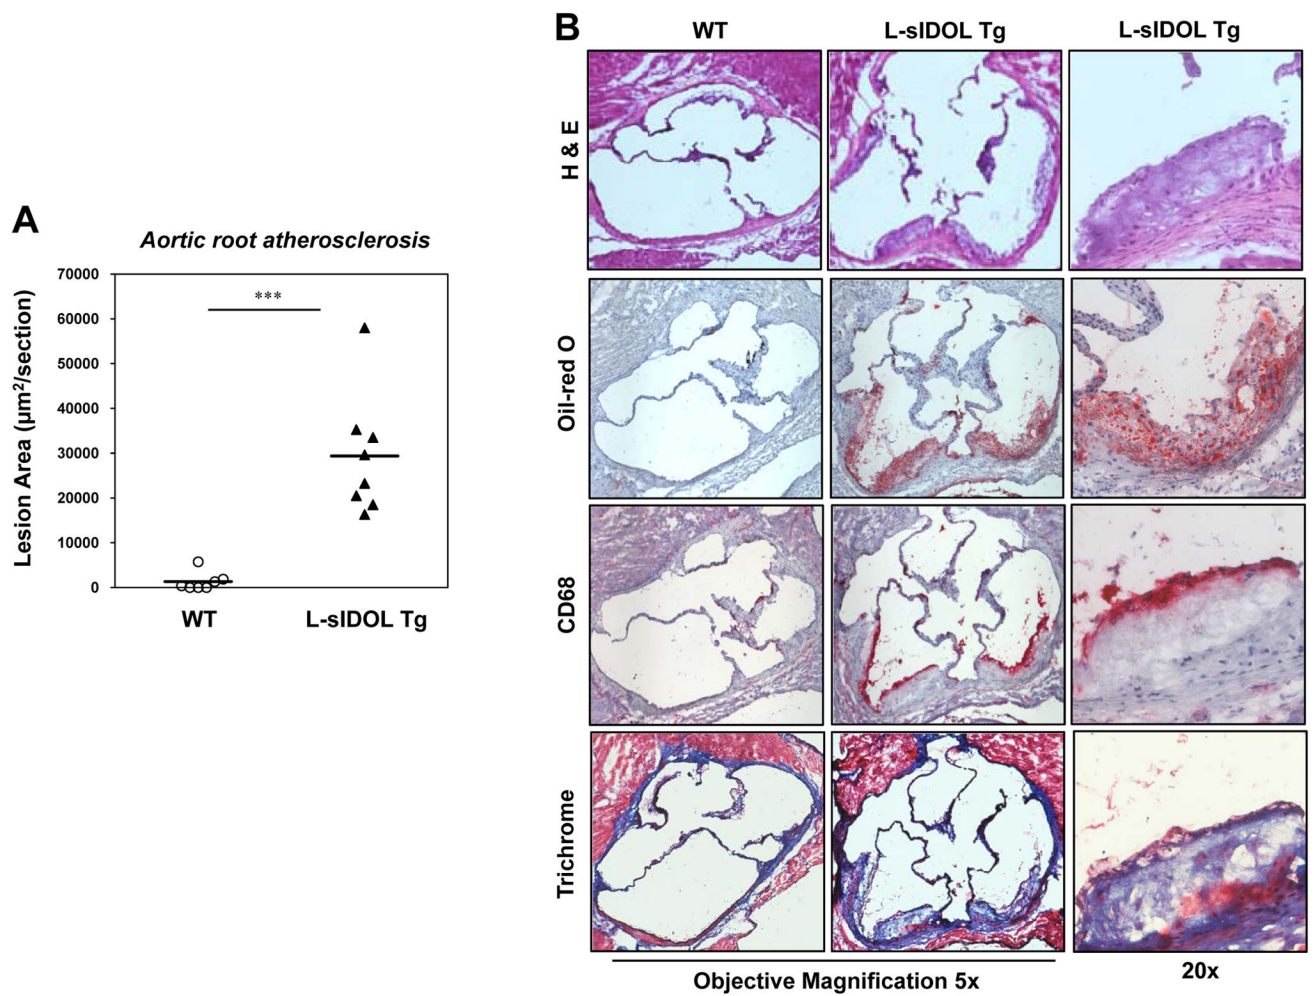 A
Aortic root atherosclerosis
Lesion Area (μm²/section)
70000
60000
50000
40000
30000
20000
10000
0
***
WT
L-sIDOL Tg
B
WT
L-sIDOL Tg
L-sIDOL Tg
H & E
Oil-red O
CD68
Trichrome
Objective Magnification 5x
20x